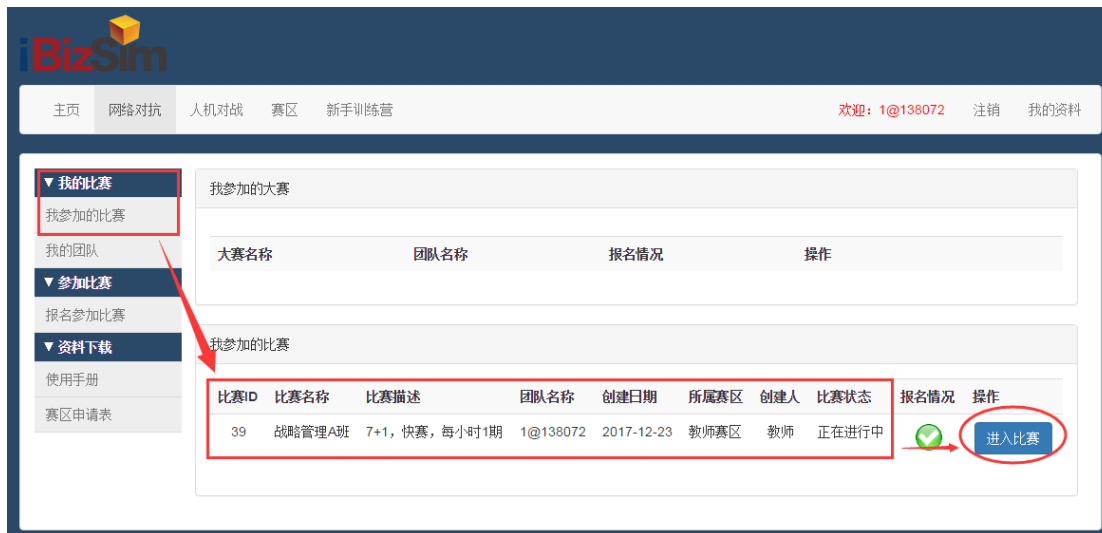 iBizSim
主页 网络对抗 人机对战 赛区 新手训练营 欢迎：1@138072 注销 我的资料
▼ 我的比赛
我参加的比赛
我的团队
▼ 参加比赛
报名参加比赛
▼ 资料下载
使用手册
赛区申请表
我参加的大赛
大赛名称 团队名称 报名情况 操作
我参加的比赛
比赛ID 比赛名称 比赛描述 团队名称 创建日期 所属赛区 创建人 比赛状态 报名情况 操作
39 战略管理A班 7+1，快赛，每小时1期 1@138072 2017-12-23 教师赛区 教师 正在进行中 进入比赛